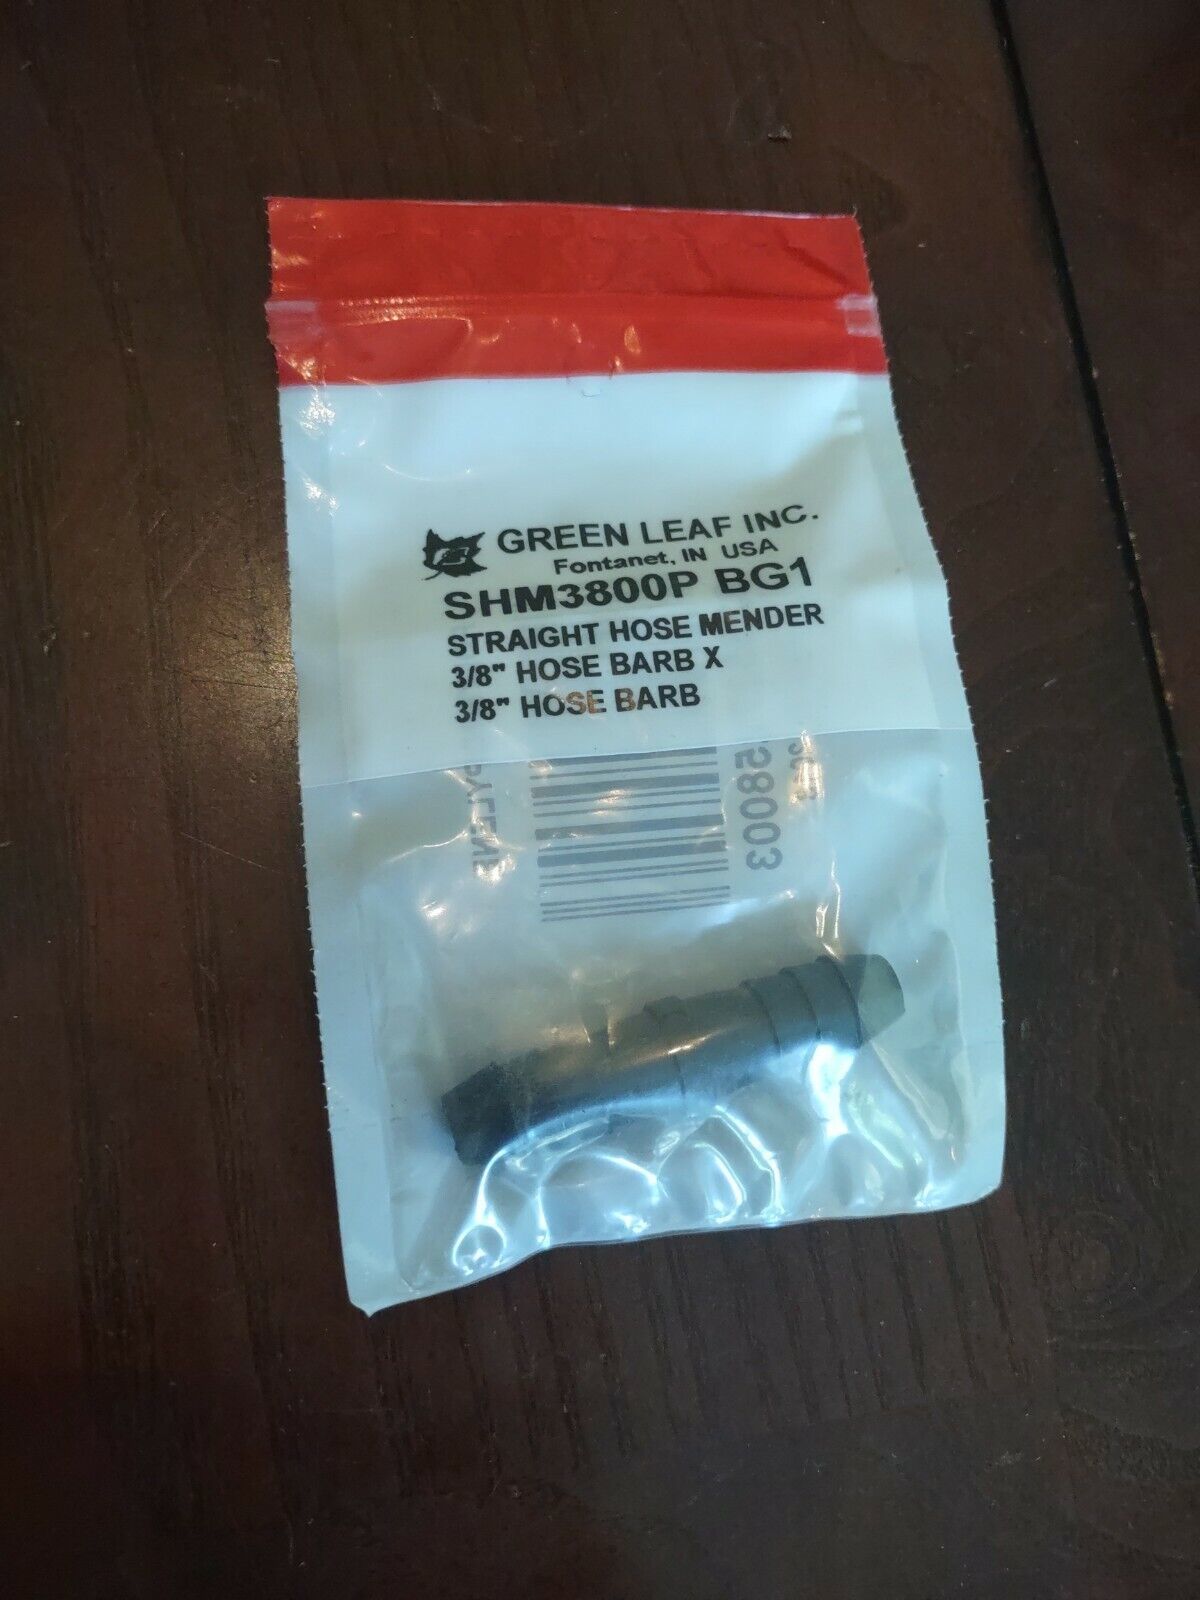 GREEN LEAF INC.
Fontanet, IN USA
SHM3800P BG1
STRAIGHT HOSE MENDER
3/8" HOSE BARB X
3/8" HOSE BARB
58003